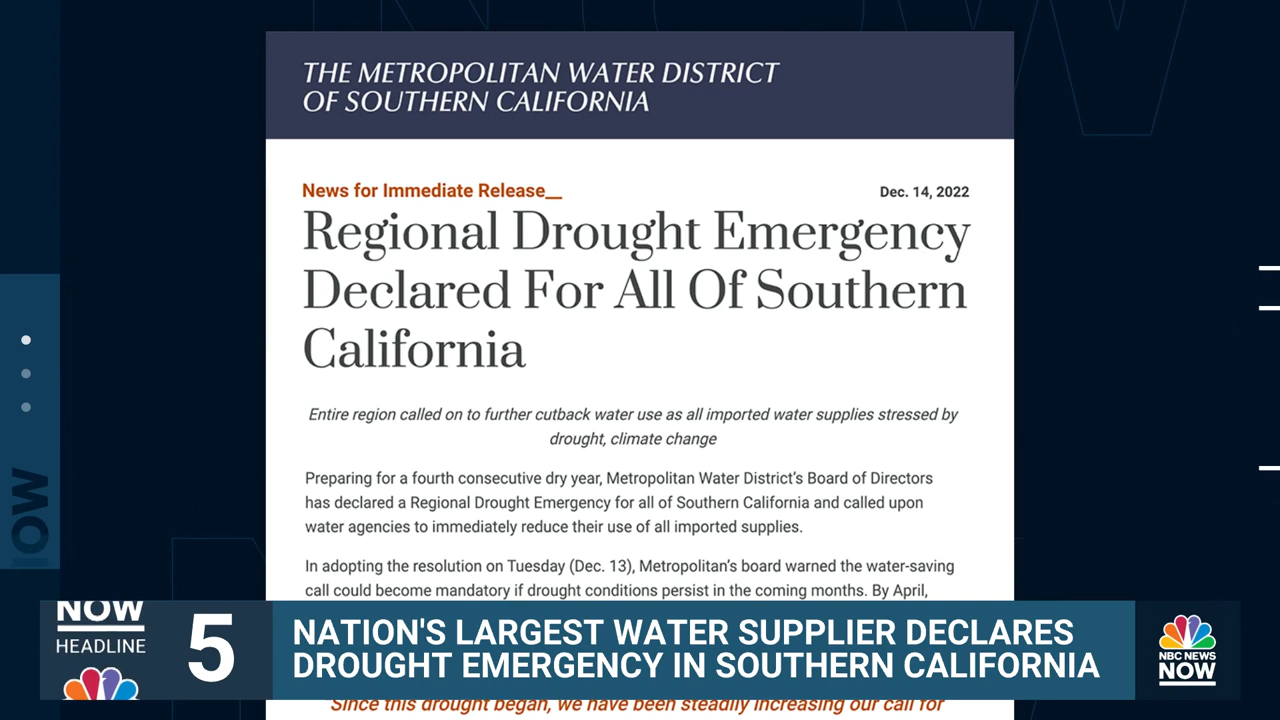 THE METROPOLITAN WATER DISTRICT
OF SOUTHERN CALIFORNIA
News for Immediate Release__
Dec. 14, 2022
Regional Drought Emergency
Declared For All Of Southern
California
Entire region called on to further cutback water use as all imported water supplies stressed by
drought, climate change
Preparing for a fourth consecutive dry year, Metropolitan Water District's Board of Directors
has declared a Regional Drought Emergency for all of Southern California and called upon
water agencies to immediately reduce their use of all imported supplies.
In adopting the resolution on Tuesday (Dec. 13), Metropolitan's board warned the water-saving
call could become mandatory if drought conditions persist in the coming months. By April,
NOW
HEADLINE
5
NATION'S LARGEST WATER SUPPLIER DECLARES
DROUGHT EMERGENCY IN SOUTHERN CALIFORNIA
NBC NEWS
NOW
Since this drought began, we have been steadily increasing our call for
NOW